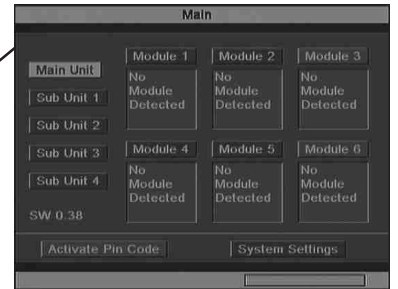 Main
Main Unit
Sub Unit 1
Sub Unit 2
Sub Unit 3
Sub Unit 4
SW 0.38
Module 1
No
Module
Detected
Module 2
No
Module
Detected
Module 3
No
Module
Detected
Module 4
No
Module
Detected
Module 5
No
Module
Detected
Module 6
No
Module
Detected
Activate Pin Code
System Settings